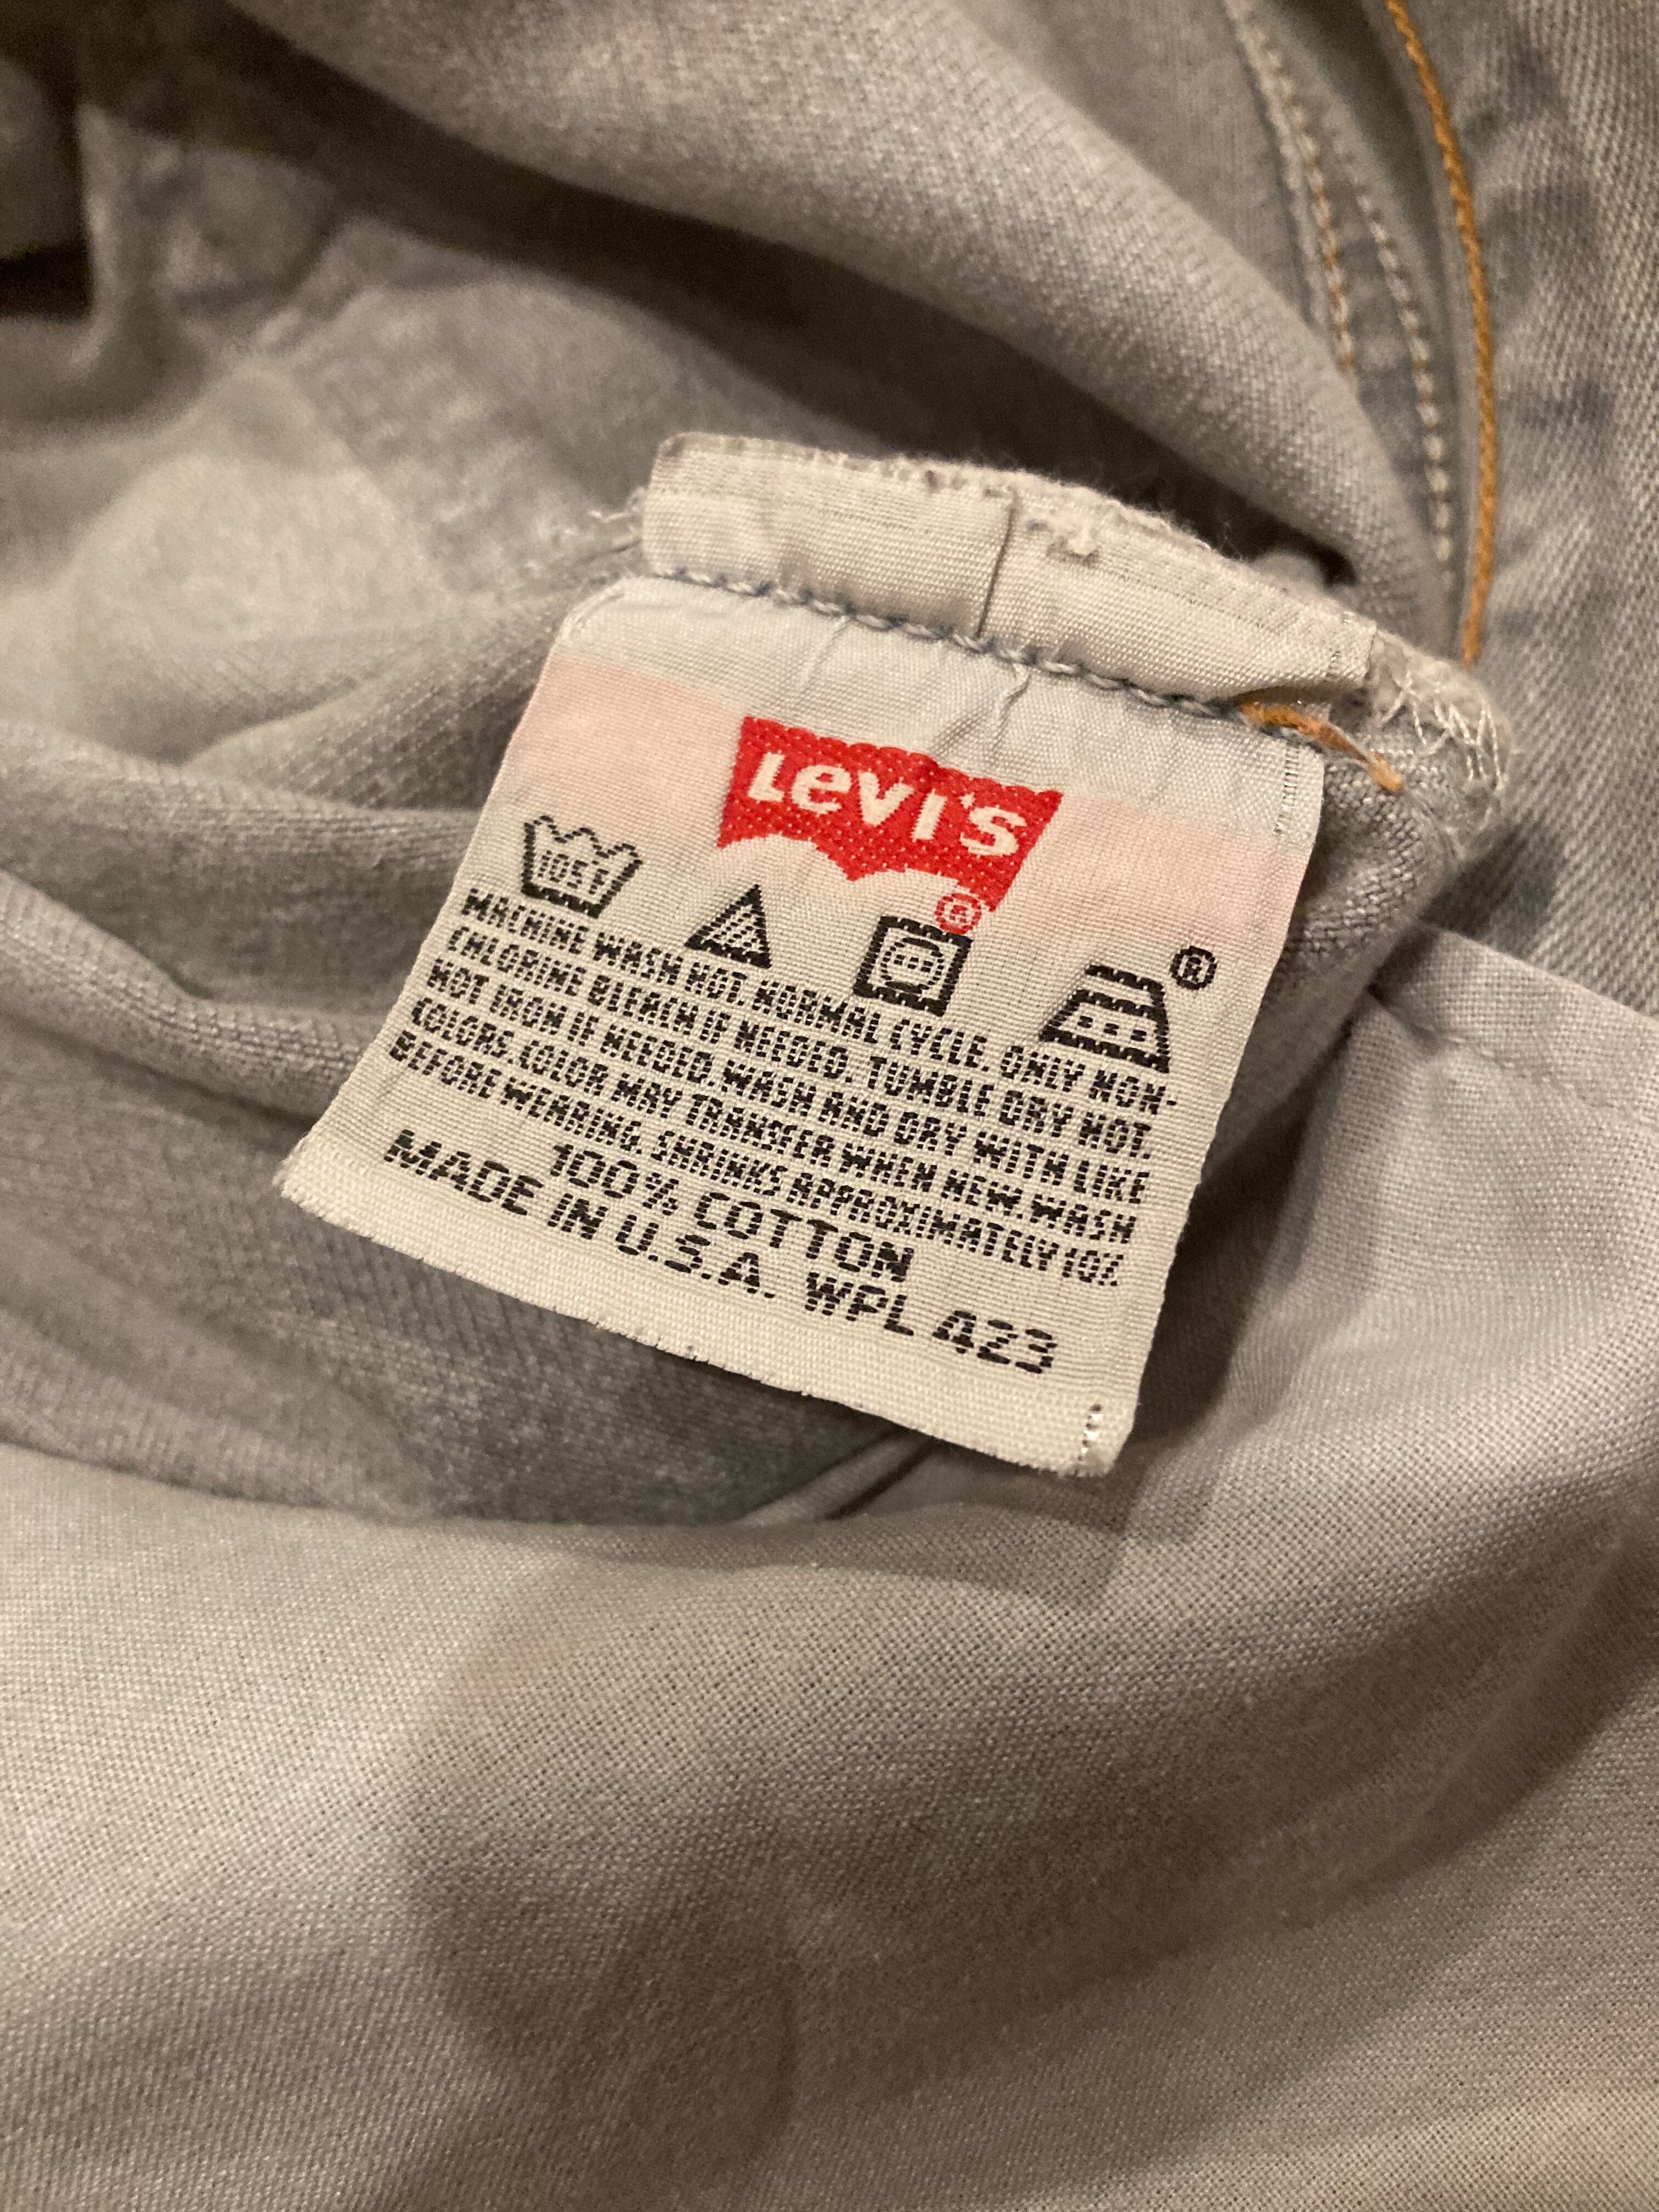 Levi's
®
105F
®
MACHINE WASH HOT. NORMAL CYCLE. ONLY NON-
CHLORINE BLEACH IF NEEDED. TUMBLE DRY HOT.
HOT IRON IF NEEDED. WASH AND DRY WITH LIKE
COLORS. COLOR MAY TRANSFER WHEN NEW. WASH
BEFORE WEARING. SHRINKS APPROXIMATELY 10%
100% COTTON
MADE IN U.S.A. WPL 423